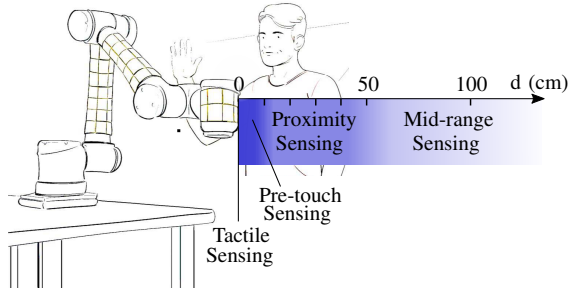 0 50 100 d (cm)
Proximity Mid-range
Sensing Sensing
Pre-touch
Sensing
Tactile
Sensing